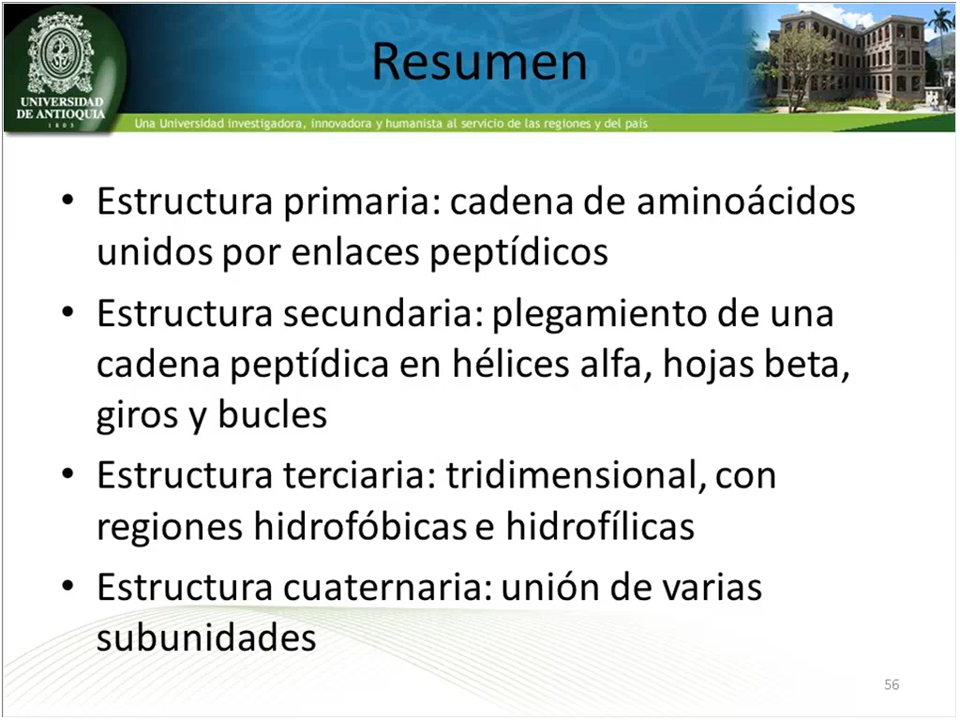 Resumen
UNIVERSIDAD
DE ANTIOQUIA
1803
Una Universidad investigadora, innovadora y humanista al servicio de las regiones y del país
• Estructura primaria: cadena de aminoácidos
unidos por enlaces peptídicos
• Estructura secundaria: plegamiento de una
cadena peptídica en hélices alfa, hojas beta,
giros y bucles
• Estructura terciaria: tridimensional, con
regiones hidrofóbicas e hidrofílicas
• Estructura cuaternaria: unión de varias
subunidades
56